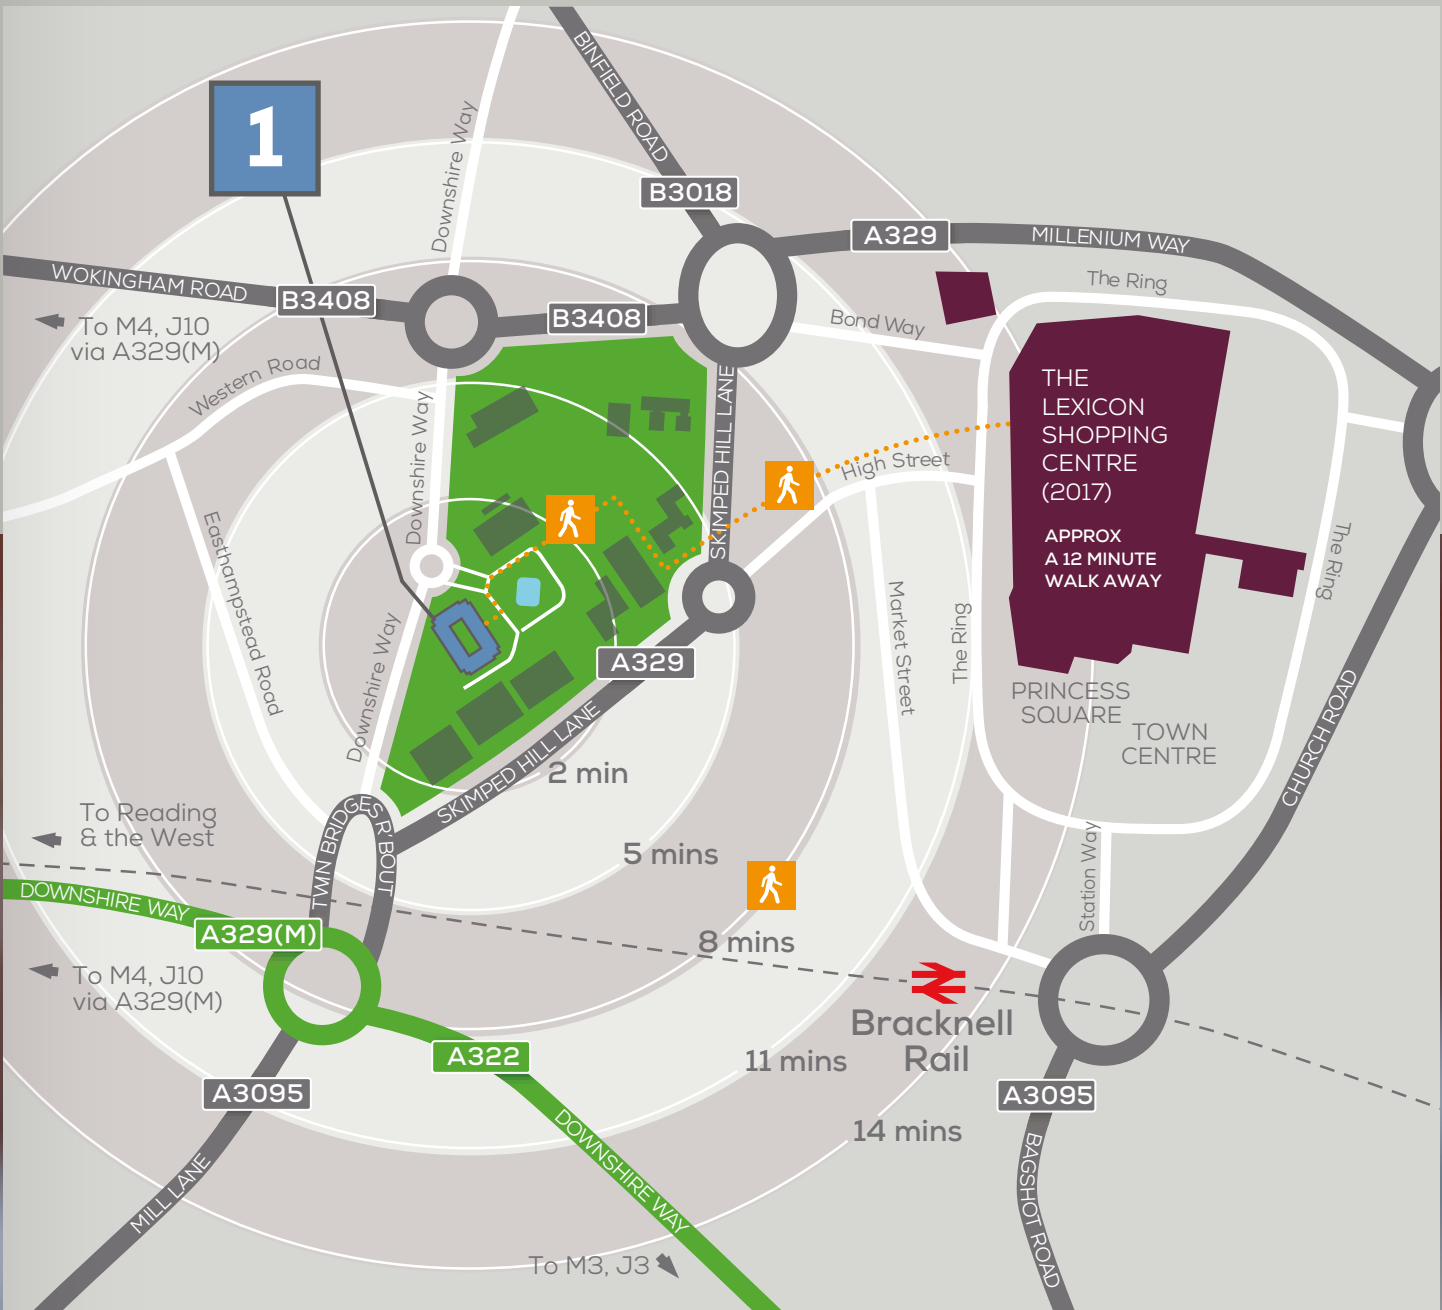 BINFIELD ROAD
Downshire Way
1
B3018
A329
MILLENIUM WAY
WOKINGHAM ROAD
B3408
B3408
The Ring
To M4, J10
via A329(M)
Bond Way
Western Road
Downshire Way
SKIMPED HILL LANE
THE
LEXICON
SHOPPING
CENTRE
(2017)
APPROX
A 12 MINUTE
WALK AWAY
High Street
The Ring
Easthampstead Road
Market Street
The Ring
Downshire Way
A329
PRINCESS
SQUARE
TOWN
CENTRE
CHURCH ROAD
SKIMPED HILL LANE
2 min
To Reading
& the West
TWIN BRIDGES R'BOUT
5 mins
Station Way
DOWNSHIRE WAY
A329(M)
8 mins
To M4, J10
via A329(M)
Bracknell
Rail
A322
11 mins
A3095
A3095
14 mins
DOWNSHIRE WAY
MILL LANE
BAGSHOT ROAD
To M3, J3